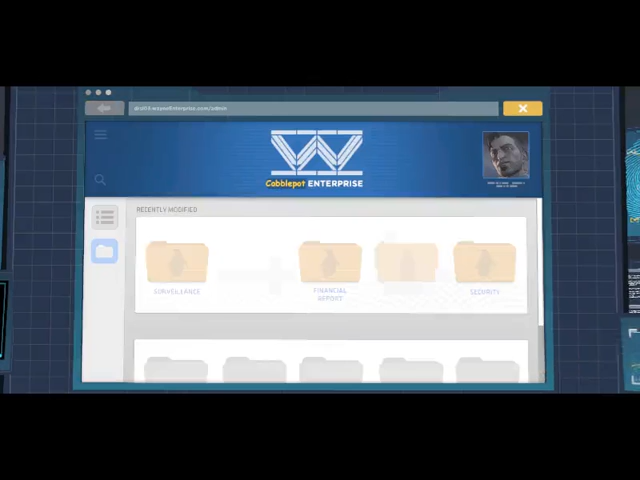 Cobblepot ENTERPRISE
RECENTLY MODIFIED
SURVEILLANCE
FINANCIAL
REPORT
SECURITY